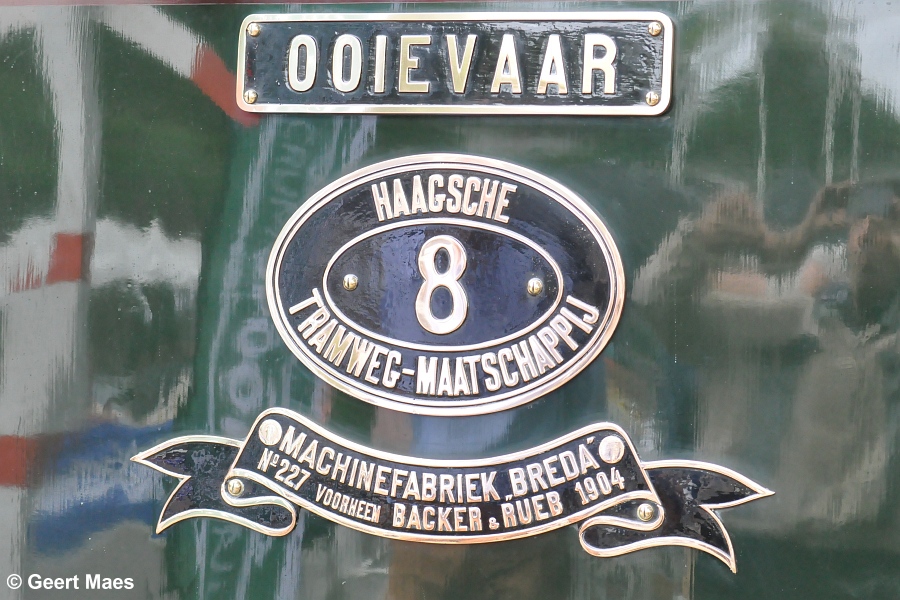 OOIEVAAR
HAAGSCHE
8
TRAMWEG-MAATSCHAPPIJ
MACHINEFABRIEK „BREDA”
Nº 227 VOORHEEN BACKER & RUEB 1904
© Geert Maes